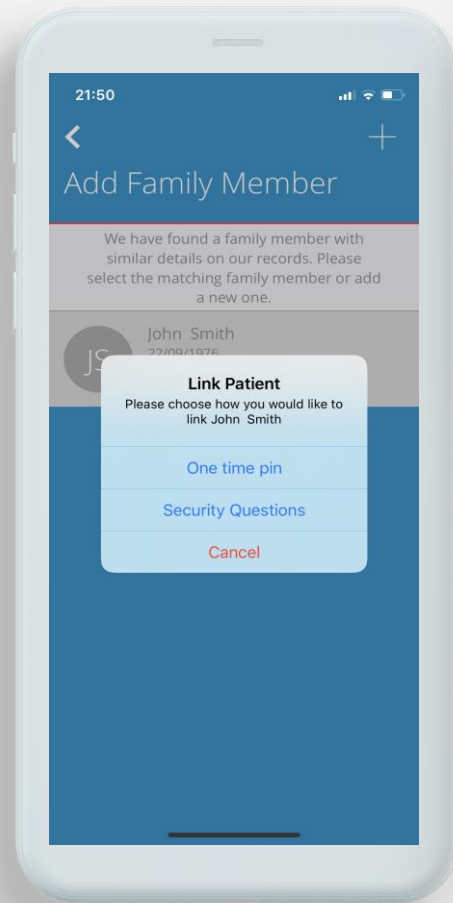 21:50
Add Family Member
We have found a family member with
similar details on our records. Please
select the matching family member or add
a new one.
John Smith
22/09/1976
JS
Link Patient
Please choose how you would like to
link John Smith
One time pin
Security Questions
Cancel